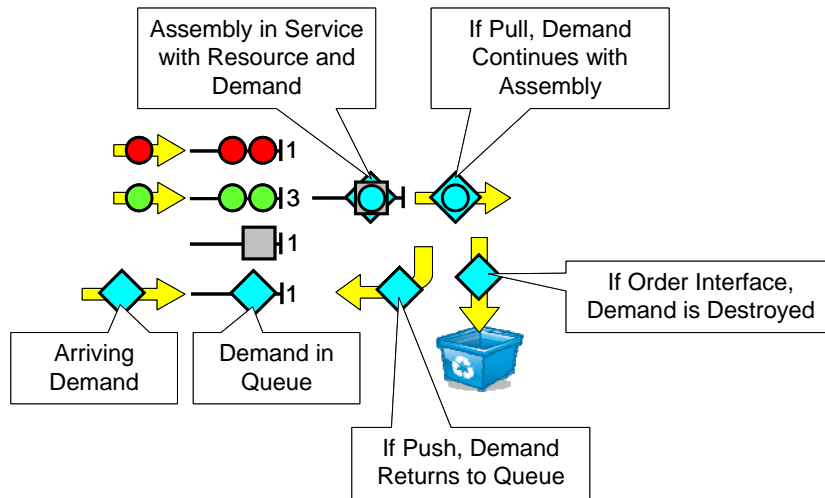 Assembly in Service
with Resource and
Demand
If Pull, Demand
Continues with
Assembly
1
3
1
1
If Order Interface,
Demand is Destroyed
Arriving
Demand
Demand in
Queue
If Push, Demand
Returns to Queue